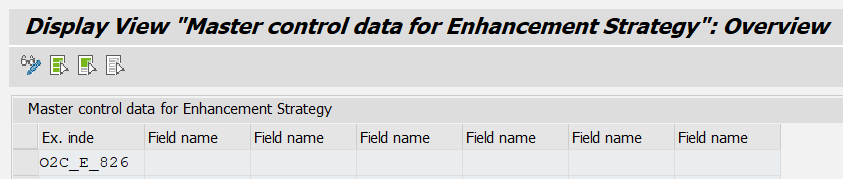 Display View "Master control data for Enhancement Strategy": Overview
Master control data for Enhancement Strategy
Ex. inde Field name Field name Field name Field name Field name Field name
O2C_E_826